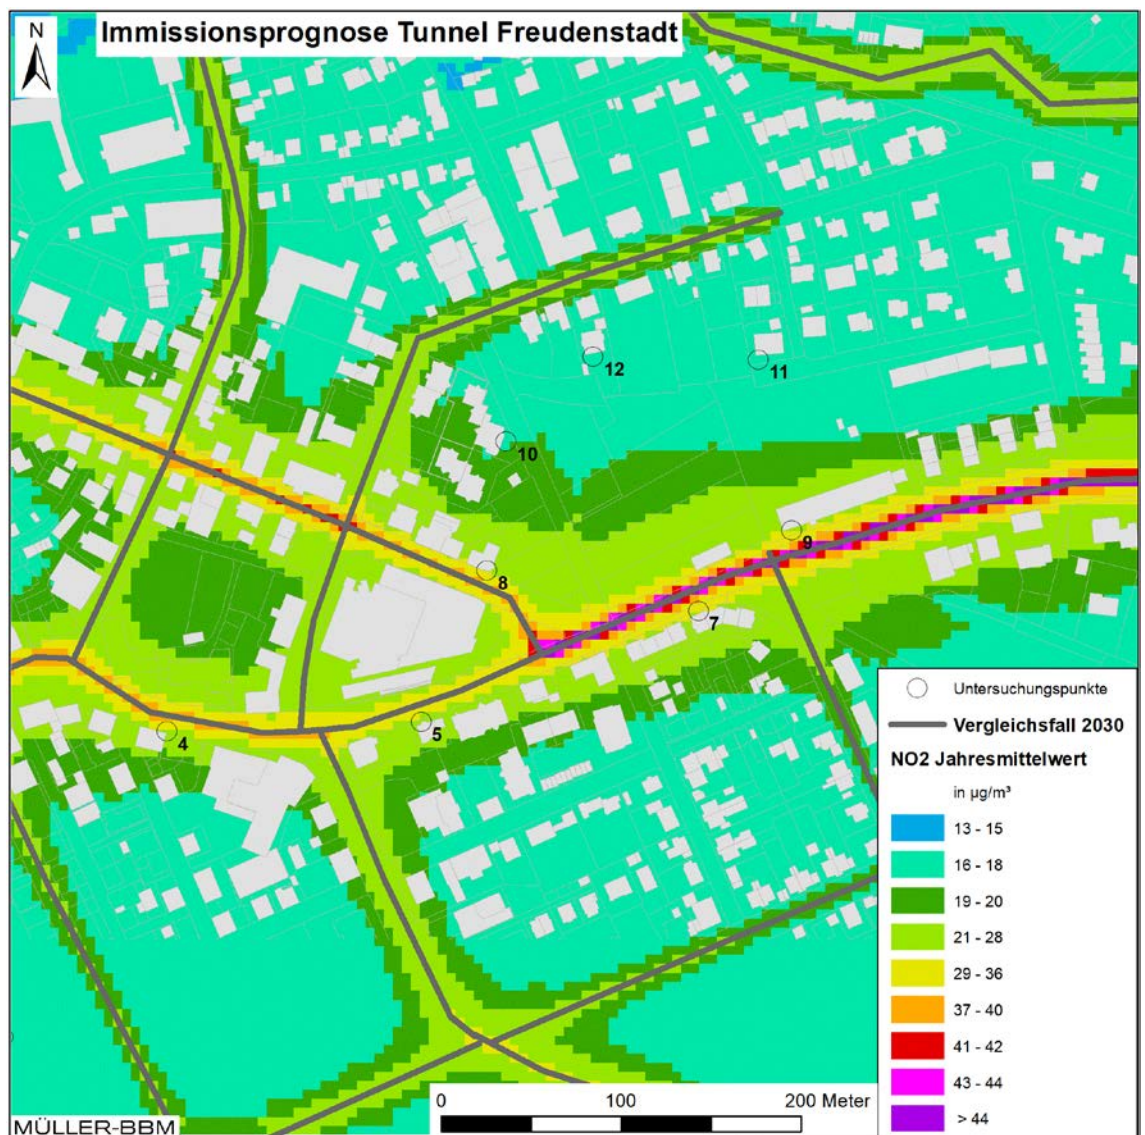 N
Immissionsprognose Tunnel Freudenstadt
12
11
10
9
8
7
5
4
Untersuchungspunkte
Vergleichsfall 2030
NO2 Jahresmittelwert
in µg/m³
13 - 15
16 - 18
19 - 20
21 - 28
29 - 36
37 - 40
41 - 42
43 - 44
> 44
0 100 200 Meter
MÜLLER-BBM